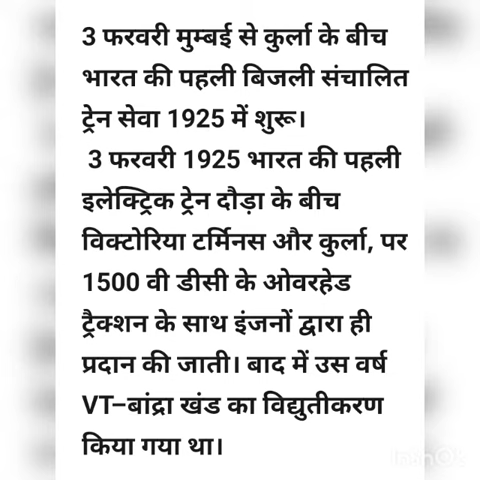 3 फरवरी मुम्बई से कुर्ला के बीच
भारत की पहली बिजली संचालित
ट्रेन सेवा 1925 में शुरू।
3 फरवरी 1925 भारत की पहली
इलेक्ट्रिक ट्रेन दौड़ा के बीच
विक्टोरिया टर्मिनस और कुर्ला, पर
1500 वी डीसी के ओवरहेड
ट्रैक्शन के साथ इंजनों द्वारा ही
प्रदान की जाती। बाद में उस वर्ष
VT–बांद्रा खंड का विद्युतीकरण
किया गया था।